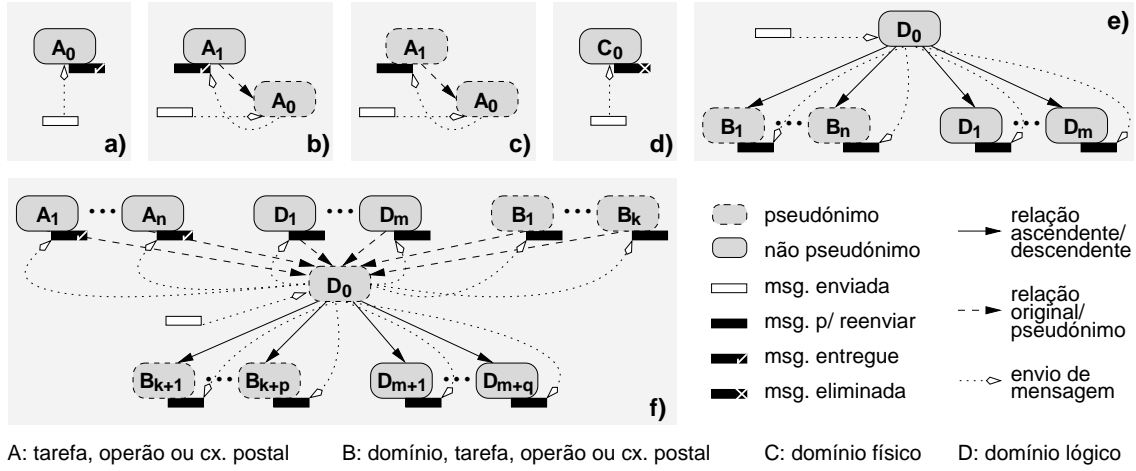 A0
a)
A1
A0
b)
A1
A0
c)
C0
d)
e)
D0
B1 ••• Bn D1 ••• Dm
A1 ••• An D1 ••• Dm B1 ••• Bk
D0
Bk+1 ••• Bk+p Dm+1 ••• Dm+q
f)
pseudónimo
não pseudónimo
msg. enviada
msg. p/ reenviar
msg. entregue
msg. eliminada
relação
ascendente/
descendente
relação
original/
pseudónimo
envio de
mensagem
A: tarefa, operão ou cx. postal B: domínio, tarefa, operão ou cx. postal C: domínio físico D: domínio lógico